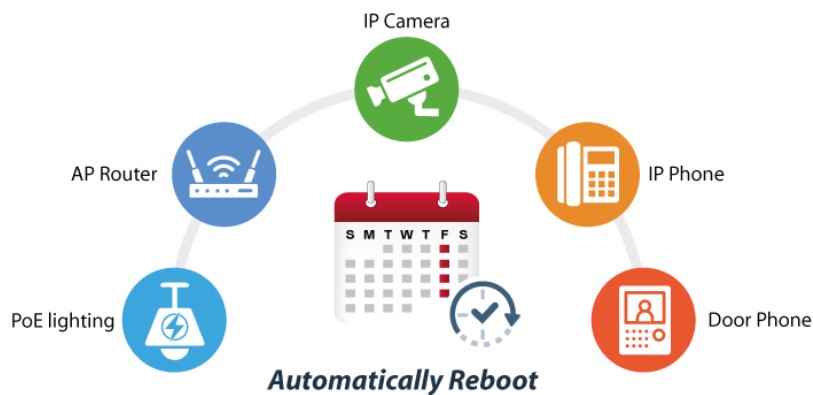 IP Camera
AP Router
IP Phone
S M T W T F S
PoE lighting
Door Phone
Automatically Reboot